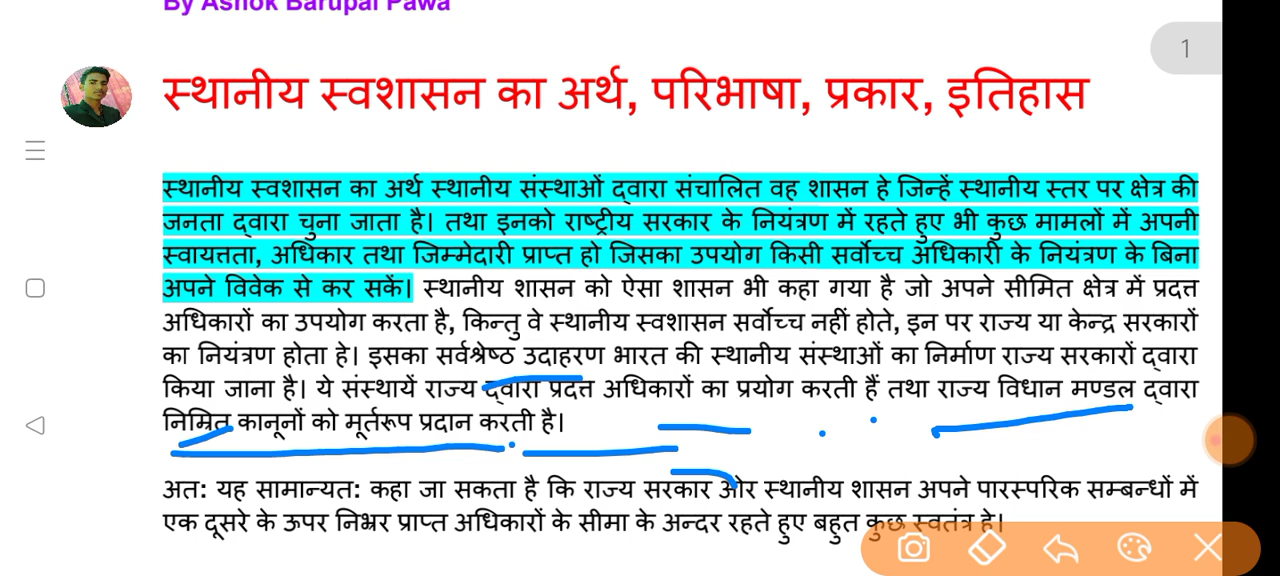 By Ashok Barupal Pawa
1
स्थानीय स्वशासन का अर्थ, परिभाषा, प्रकार, इतिहास
स्थानीय स्वशासन का अर्थ स्थानीय संस्थाओं द्वारा संचालित वह शासन हे जिन्हें स्थानीय स्तर पर क्षेत्र की
जनता द्वारा चुना जाता है। तथा इनको राष्ट्रीय सरकार के नियंत्रण में रहते हुए भी कुछ मामलों में अपनी
स्वायत्तता, अधिकार तथा जिम्मेदारी प्राप्त हो जिसका उपयोग किसी सर्वोच्च अधिकारी के नियंत्रण के बिना
अपने विवेक से कर सकें। स्थानीय शासन को ऐसा शासन भी कहा गया है जो अपने सीमित क्षेत्र में प्रदत्त
अधिकारों का उपयोग करता है, किन्तु वे स्थानीय स्वशासन सर्वोच्च नहीं होते, इन पर राज्य या केन्द्र सरकारों
का नियंत्रण होता हे। इसका सर्वश्रेष्ठ उदाहरण भारत की स्थानीय संस्थाओं का निर्माण राज्य सरकारों द्वारा
किया जाना है। ये संस्थायें राज्य द्वारा प्रदत्त अधिकारों का प्रयोग करती हैं तथा राज्य विधान मण्डल द्वारा
निम्रित कानूनों को मूर्तरूप प्रदान करती है।
अत: यह सामान्यत: कहा जा सकता है कि राज्य सरकार ओर स्थानीय शासन अपने पारस्परिक सम्बन्धों में
एक दूसरे के ऊपर निभ्रर प्राप्त अधिकारों के सीमा के अन्दर रहते हुए बहुत कुछ स्वतंत्र हे।